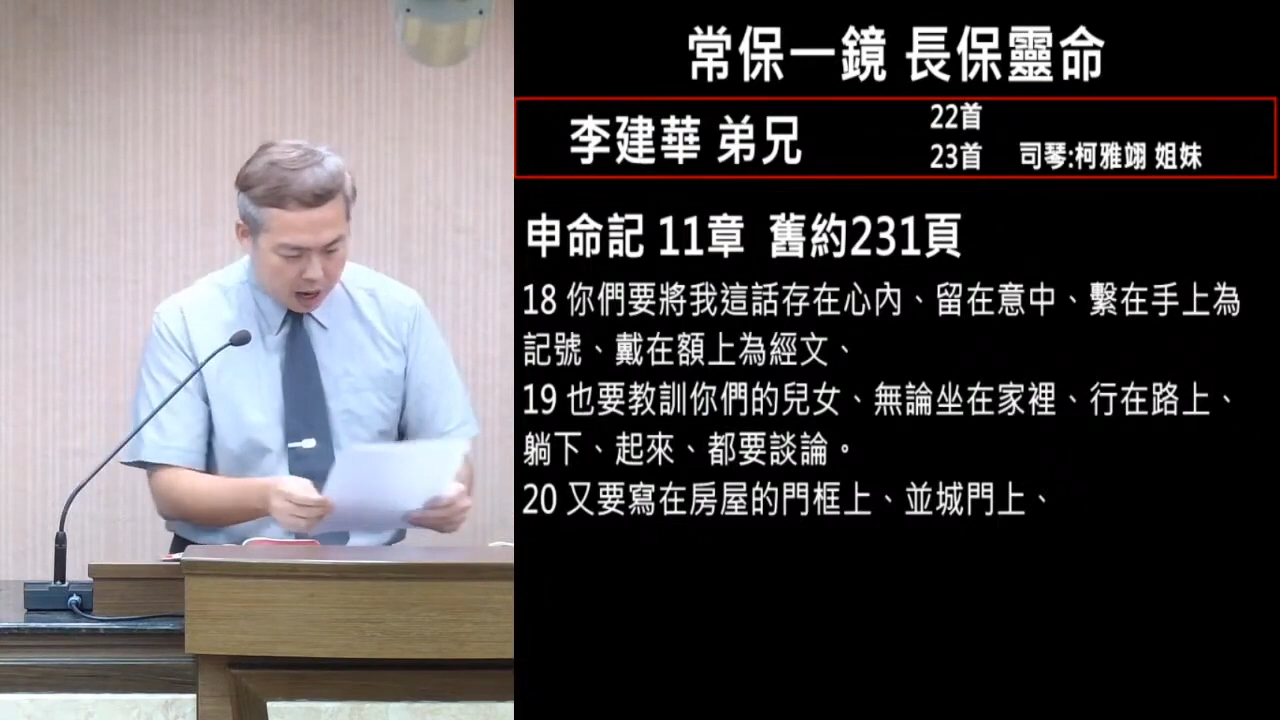 常保一鏡 長保靈命
李建華 弟兄
22首
23首 司琴:柯雅翊 姐妹
申命記 11章 舊約231頁
18 你們要將我這話存在心內、留在意中、繫在手上為
記號、戴在額上為經文、
19 也要教訓你們的兒女、無論坐在家裡、行在路上、
躺下、起來、都要談論。
20 又要寫在房屋的門框上、並城門上、